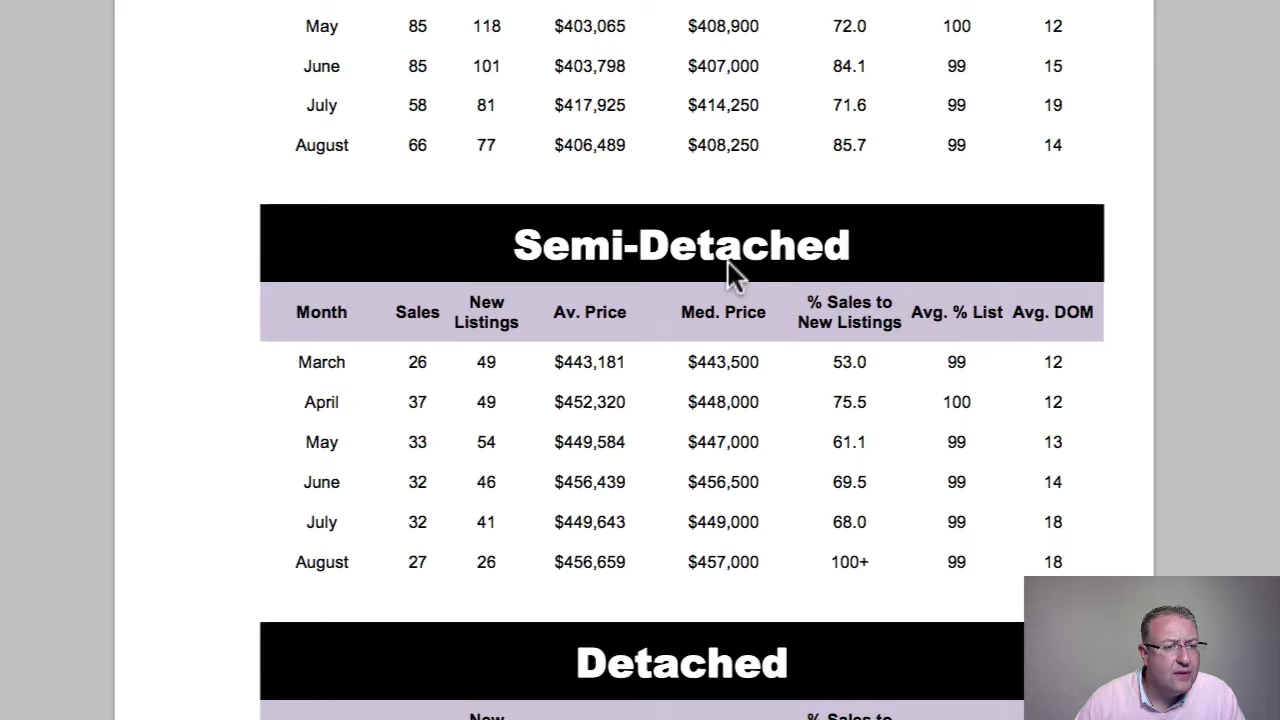 May 85 118 $403,065 $408,900 72.0 100 12
June 85 101 $403,798 $407,000 84.1 99 15
July 58 81 $417,925 $414,250 71.6 99 19
August 66 77 $406,489 $408,250 85.7 99 14
Semi-Detached
Month Sales New Listings Av. Price Med. Price % Sales to New Listings Avg. % List Avg. DOM
March 26 49 $443,181 $443,500 53.0 99 12
April 37 49 $452,320 $448,000 75.5 100 12
May 33 54 $449,584 $447,000 61.1 99 13
June 32 46 $456,439 $456,500 69.5 99 14
July 32 41 $449,643 $449,000 68.0 99 18
August 27 26 $456,659 $457,000 100+ 99 18
Detached
New % Sales to